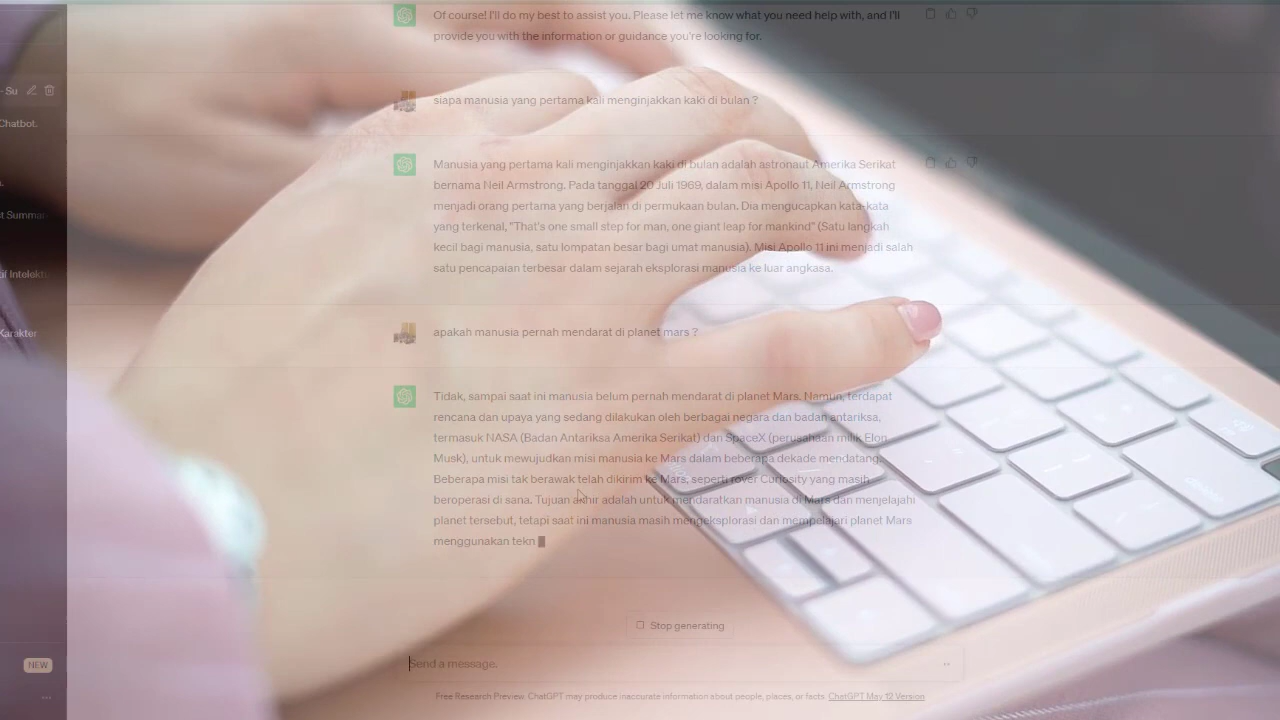 Of course! I'll do my best to assist you. Please let me know what you need help with, and I'll
provide you with the information or guidance you're looking for.
- Su
siapa manusia yang pertama kali menginjakkan kaki di bulan ?
Chatbot.
Manusia yang pertama kali menginjakkan kaki di bulan adalah astronaut Amerika Serikat
bernama Neil Armstrong. Pada tanggal 20 Juli 1969, dalam misi Apollo 11, Neil Armstrong
menjadi orang pertama yang berjalan di permukaan bulan. Dia mengucapkan kata-kata
t Summar
yang terkenal, "That's one small step for man, one giant leap for mankind" (Satu langkah
kecil bagi manusia, satu lompatan besar bagi umat manusia). Misi Apollo 11 ini menjadi salah
satu pencapaian terbesar dalam sejarah eksplorasi manusia ke luar angkasa.
if Intelektu
Karakter
apakah manusia pernah mendarat di planet mars ?
Tidak, sampai saat ini manusia belum pernah mendarat di planet Mars. Namun, terdapat
rencana dan upaya yang sedang dilakukan oleh berbagai negara dan badan antariksa,
termasuk NASA (Badan Antariksa Amerika Serikat) dan SpaceX (perusahaan milik Elon
Musk), untuk mewujudkan misi manusia ke Mars dalam beberapa dekade mendatang.
Beberapa misi tak berawak telah dikirim ke Mars, seperti rover Curiosity yang masih
beroperasi di sana. Tujuan akhir adalah untuk mendaratkan manusia di Mars dan menjelajahi
planet tersebut, tetapi saat ini manusia masih mengeksplorasi dan mempelajari planet Mars
menggunakan tekn
Stop generating
Send a message.
NEW
Free Research Preview. ChatGPT may produce inaccurate information about people, places, or facts. ChatGPT May 12 Version